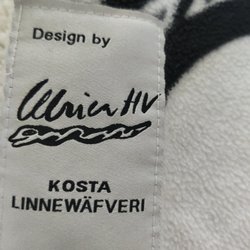 Design by
Ulrica HV
KOSTA
LINNEWÄFVERI